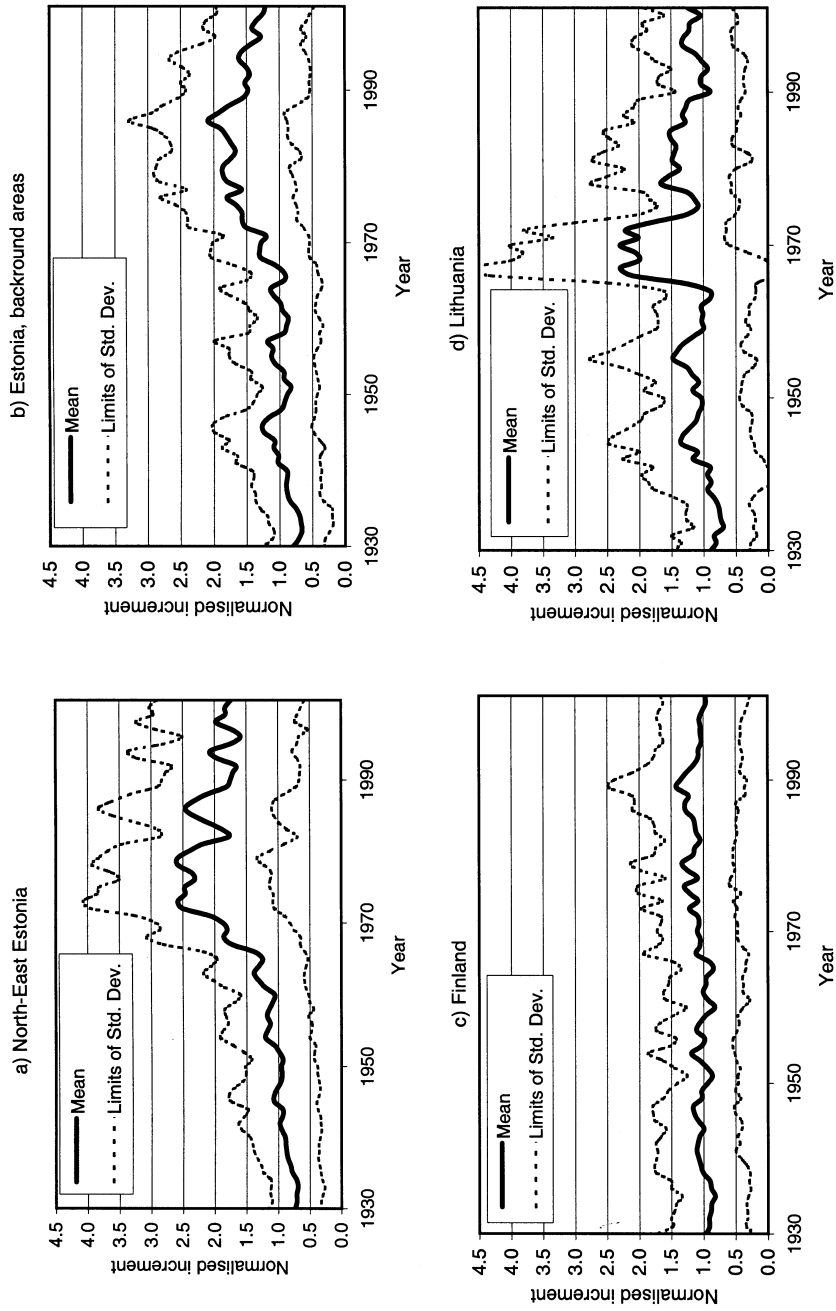 a) North-East Estonia
Normalised increment
4.5
4.0
3.5
3.0
2.5
2.0
1.5
1.0
0.5
0.0
Mean
Limits of Std. Dev.
1930
1950
1970
1990
Year
b) Estonia, backround areas
Normalised increment
4.5
4.0
3.5
3.0
2.5
2.0
1.5
1.0
0.5
0.0
Mean
Limits of Std. Dev.
1930
1950
1970
1990
Year
c) Finland
Normalised increment
4.5
4.0
3.5
3.0
2.5
2.0
1.5
1.0
0.5
0.0
Mean
Limits of Std. Dev.
1930
1950
1970
1990
Year
d) Lithuania
Normalised increment
4.5
4.0
3.5
3.0
2.5
2.0
1.5
1.0
0.5
0.0
Mean
Limits of Std. Dev.
1930
1950
1970
1990
Year